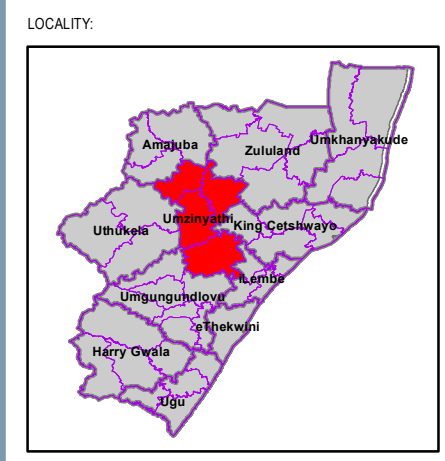 LOCALITY:
Amajuba
Zululand
Umkhanyakude
Umzinyathi
Uthukela
King Cetshwayo
iLembe
Umgungundlovu
eThekwini
Harry Gwala
Ugu